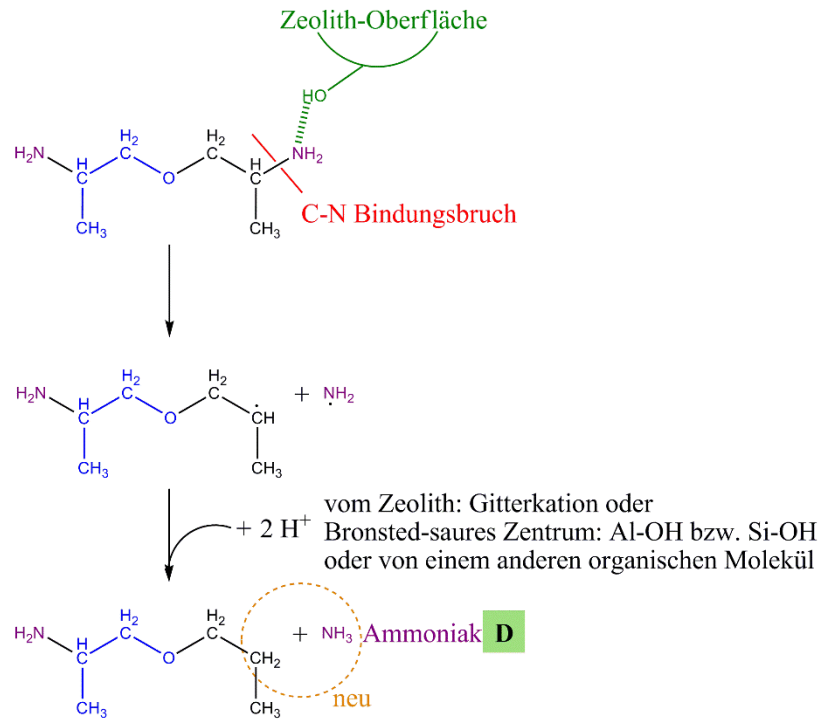 Zeolith-Oberfläche
HO
H₂N H C H₂ C O H₂ C H C NH₂
CH₃ CH₃
C-N Bindungsbruch
H₂N H C H₂ C O H₂ C ĊH + ṄH₂
CH₃ CH₃
+ 2 H⁺
vom Zeolith: Gitterkation oder
Bronsted-saures Zentrum: Al-OH bzw. Si-OH
oder von einem anderen organischen Molekül
H₂N H C H₂ C O H₂ C CH₂ + NH₃ Ammoniak D
CH₃ CH₃
neu